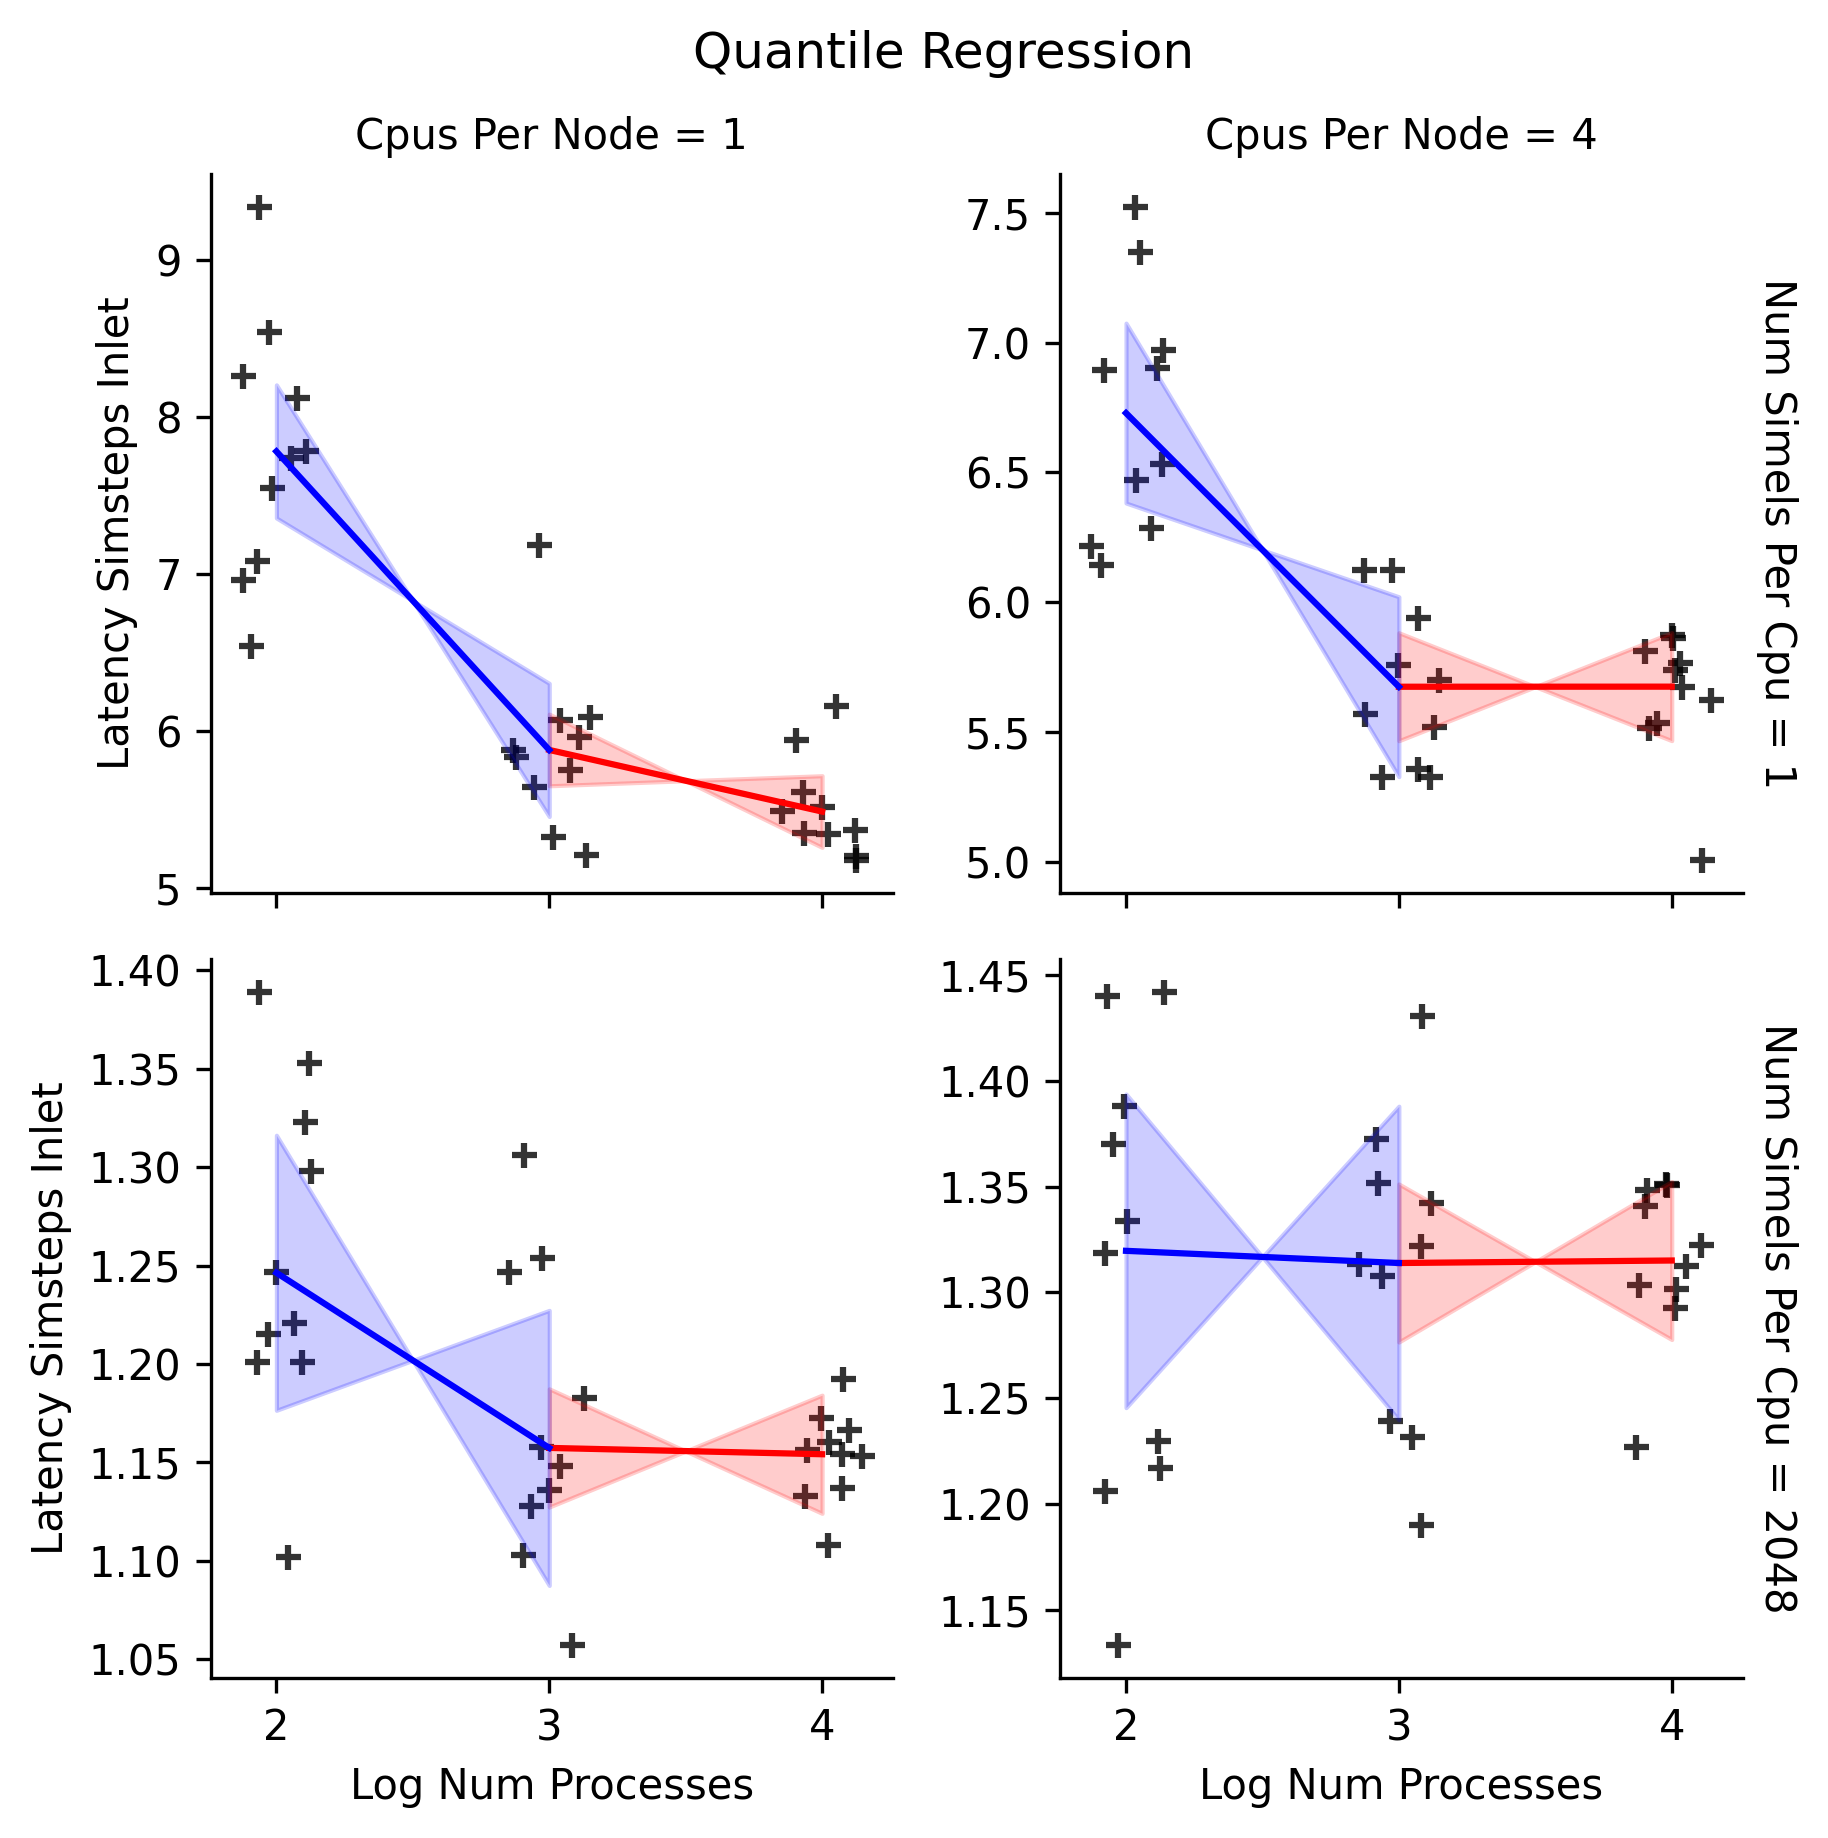 Quantile Regression
Cpus Per Node = 1
Cpus Per Node = 4
Latency Simsteps Inlet
9
8
7
6
5
7.5
7.0
6.5
6.0
5.5
5.0
Num Simels Per Cpu = 1
Latency Simsteps Inlet
1.40
1.35
1.30
1.25
1.20
1.15
1.10
1.05
1.45
1.40
1.35
1.30
1.25
1.20
1.15
Num Simels Per Cpu = 2048
2 3 4
2 3 4
Log Num Processes
Log Num Processes